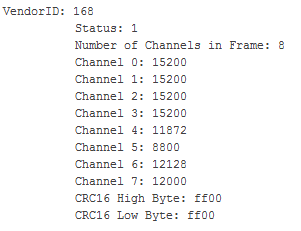 VendorID: 168
Status: 1
Number of Channels in Frame: 8
Channel 0: 15200
Channel 1: 15200
Channel 2: 15200
Channel 3: 15200
Channel 4: 11872
Channel 5: 8800
Channel 6: 12128
Channel 7: 12000
CRC16 High Byte: ff00
CRC16 Low Byte: ff00